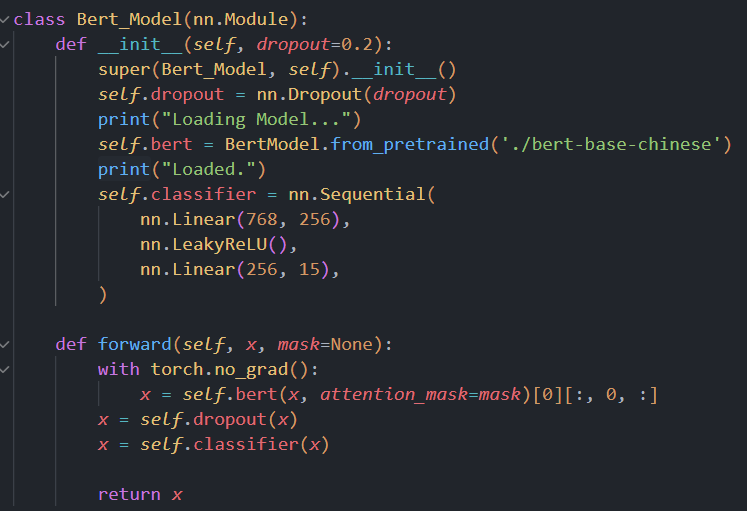 class Bert_Model(nn.Module):
    def __init__(self, dropout=0.2):
        super(Bert_Model, self).__init__()
        self.dropout = nn.Dropout(dropout)
        print("Loading Model...")
        self.bert = BertModel.from_pretrained('./bert-base-chinese')
        print("Loaded.")
        self.classifier = nn.Sequential(
            nn.Linear(768, 256),
            nn.LeakyReLU(),
            nn.Linear(256, 15),
        )

    def forward(self, x, mask=None):
        with torch.no_grad():
            x = self.bert(x, attention_mask=mask)[0][:, 0, :]
        x = self.dropout(x)
        x = self.classifier(x)

        return x